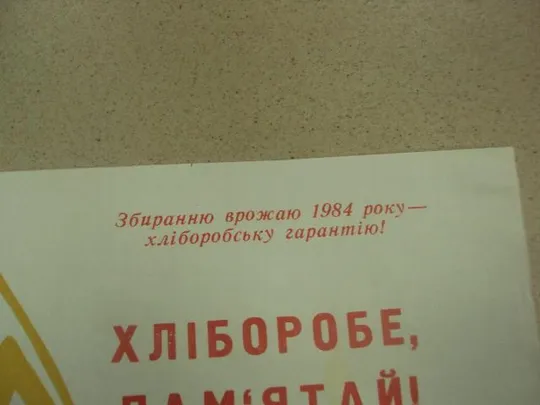 Збиранню врожаю 1984 року—
хліборобську гарантію!
ХЛІБОРОБЕ,
ПАМ'ЯТАЙ!